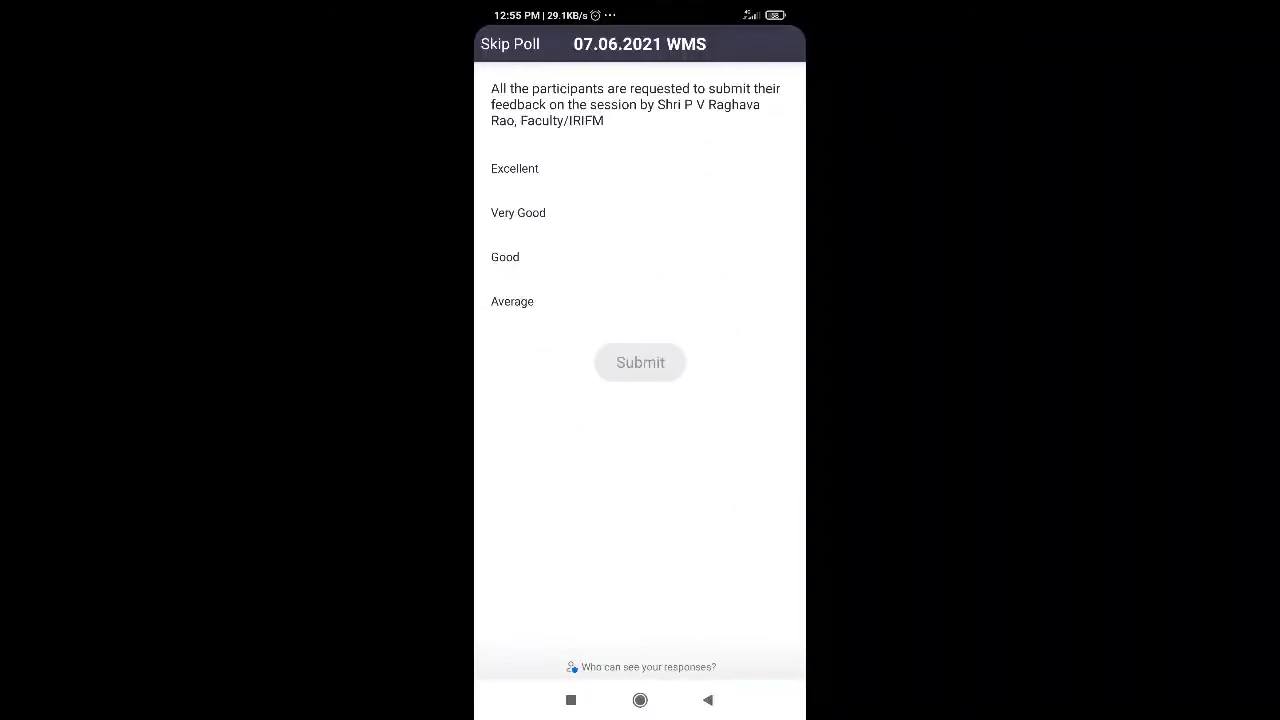 12:55 PM | 29.1KB/s ... 4G 58
Skip Poll 07.06.2021 WMS
All the participants are requested to submit their
feedback on the session by Shri P V Raghava
Rao, Faculty/IRIFM
Excellent
Very Good
Good
Average
Submit
Who can see your responses?